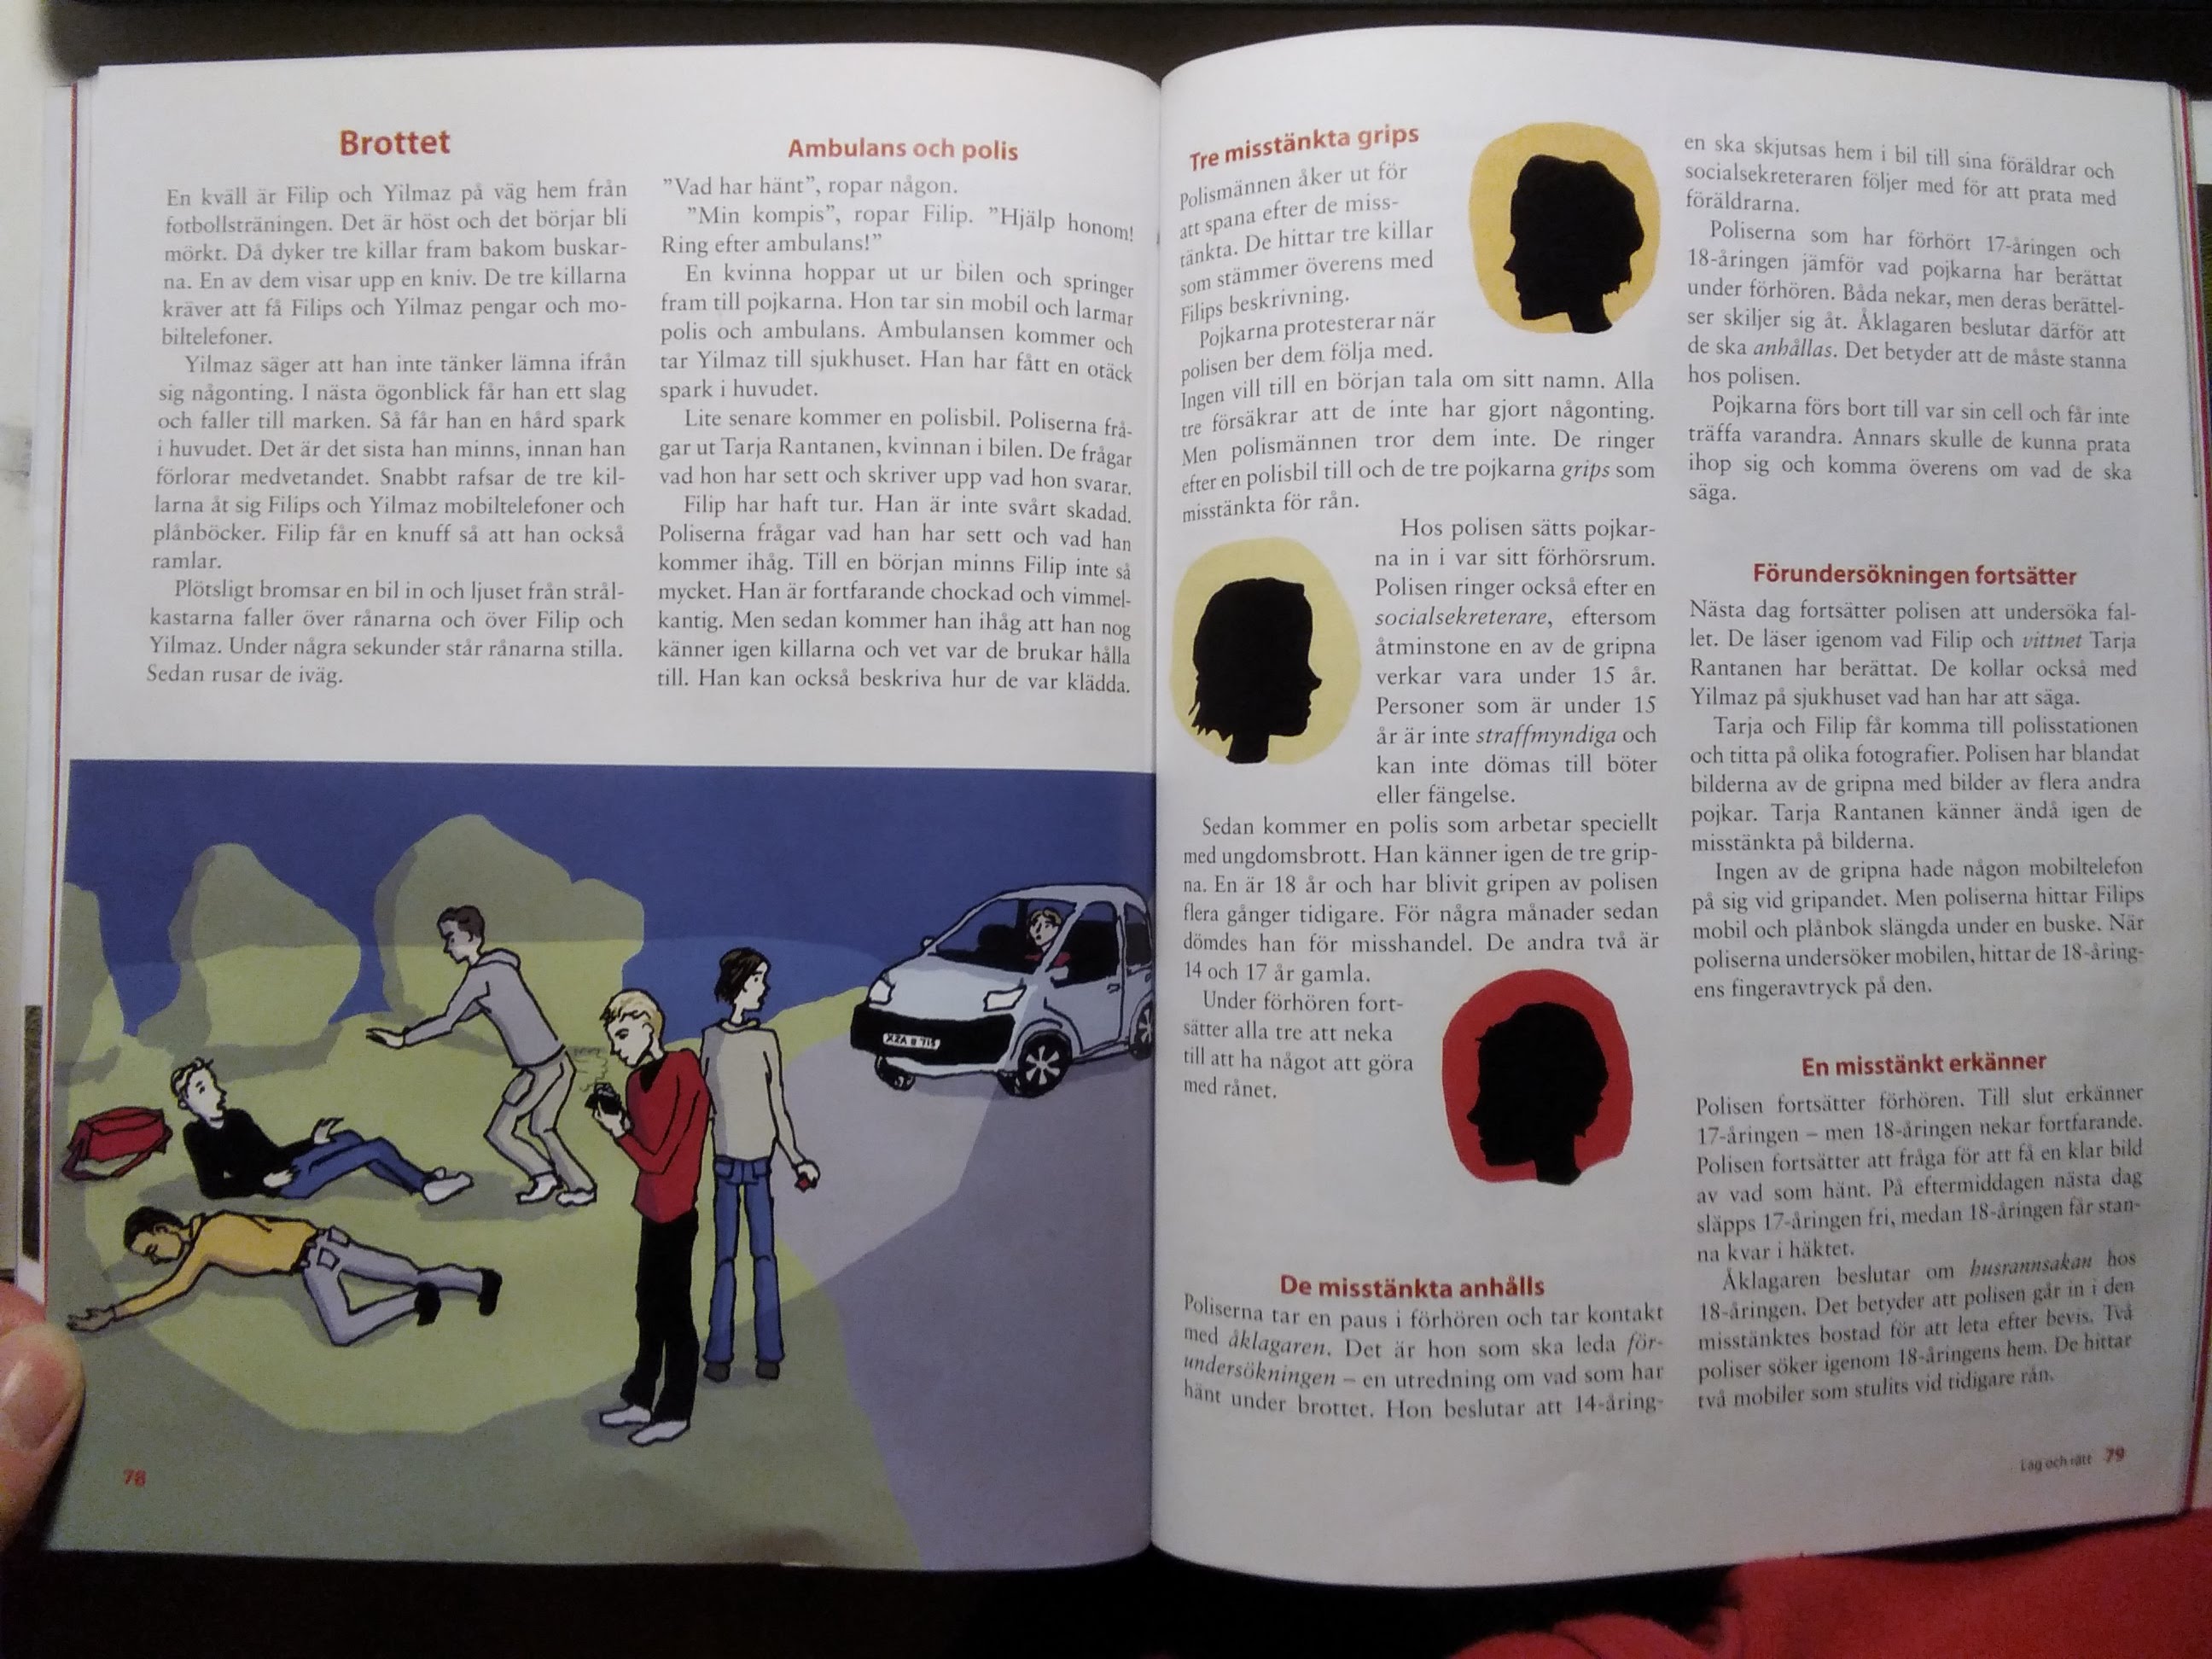 Brottet
En kväll är Filip och Yilmaz på väg hem från
fotbollsträningen. Det är höst och det börjar bli
mörkt. Då dyker tre killar fram bakom buskar-
na. En av dem visar upp en kniv. De tre killarna
kräver att få Filips och Yilmaz pengar och mo-
biltelefoner.
Yilmaz säger att han inte tänker lämna ifrån
sig någonting. I nästa ögonblick får han ett slag
och faller till marken. Så får han en hård spark
i huvudet. Det är det sista han minns, innan han
förlorar medvetandet. Snabbt rafsar de tre kil-
larna åt sig Filips och Yilmaz mobiltelefoner och
plånböcker. Filip får en knuff så att han också
ramlar.
Plötsligt bromsar en bil in och ljuset från strål-
kastarna faller över rånarna och över Filip och
Yilmaz. Under några sekunder står rånarna stilla.
Sedan rusar de iväg.
Ambulans och polis
”Vad har hänt”, ropar någon.
”Min kompis”, ropar Filip. ”Hjälp honom!
Ring efter ambulans!”
En kvinna hoppar ut ur bilen och springer
fram till pojkarna. Hon tar sin mobil och larmar
polis och ambulans. Ambulansen kommer och
tar Yilmaz till sjukhuset. Han har fått en otäck
spark i huvudet.
Lite senare kommer en polisbil. Poliserna frå-
gar ut Tarja Rantanen, kvinnan i bilen. De frågar
vad hon har sett och skriver upp vad hon svarar.
Filip har haft tur. Han är inte svårt skadad.
Poliserna frågar vad han har sett och vad han
kommer ihåg. Till en början minns Filip inte så
mycket. Han är fortfarande chockad och vimmel-
kantig. Men sedan kommer han ihåg att han nog
känner igen killarna och vet var de brukar hålla
till. Han kan också beskriva hur de var klädda.
78
Tre misstänkta grips
Polismännen åker ut för
att spana efter de miss-
tänkta. De hittar tre killar
som stämmer överens med
Filips beskrivning.
Pojkarna protesterar när
polisen ber dem följa med.
Ingen vill till en början tala om sitt namn. Alla
tre försäkrar att de inte har gjort någonting.
Men polismännen tror dem inte. De ringer
efter en polisbil till och de tre pojkarna grips som
misstänkta för rån.
Hos polisen sätts pojkar-
na in i var sitt förhörsrum.
Polisen ringer också efter en
socialsekreterare, eftersom
åtminstone en av de gripna
verkar vara under 15 år.
Personer som är under 15
år är inte straffmyndiga och
kan inte dömas till böter
eller fängelse.
Sedan kommer en polis som arbetar speciellt
med ungdomsbrott. Han känner igen de tre grip-
na. En är 18 år och har blivit gripen av polisen
flera gånger tidigare. För några månader sedan
dömdes han för misshandel. De andra två är
14 och 17 år gamla.
Under förhören fort-
sätter alla tre att neka
till att ha något att göra
med rånet.
De misstänkta anhålls
Poliserna tar en paus i förhören och tar kontakt
med åklagaren. Det är hon som ska leda för-
undersökningen – en utredning om vad som har
hänt under brottet. Hon beslutar att 14-åring-
en ska skjutsas hem i bil till sina föräldrar och
socialsekreteraren följer med för att prata med
föräldrarna.
Poliserna som har förhört 17-åringen och
18-åringen jämför vad pojkarna har berättat
under förhören. Båda nekar, men deras berättel-
ser skiljer sig åt. Åklagaren beslutar därför att
de ska anhållas. Det betyder att de måste stanna
hos polisen.
Pojkarna förs bort till var sin cell och får inte
träffa varandra. Annars skulle de kunna prata
ihop sig och komma överens om vad de ska
säga.
Förundersökningen fortsätter
Nästa dag fortsätter polisen att undersöka fal-
let. De läser igenom vad Filip och vittnet Tarja
Rantanen har berättat. De kollar också med
Yilmaz på sjukhuset vad han har att säga.
Tarja och Filip får komma till polisstationen
och titta på olika fotografier. Polisen har blandat
bilderna av de gripna med bilder av flera andra
pojkar. Tarja Rantanen känner ändå igen de
misstänkta på bilderna.
Ingen av de gripna hade någon mobiltelefon
på sig vid gripandet. Men poliserna hittar Filips
mobil och plånbok slängda under en buske. När
poliserna undersöker mobilen, hittar de 18-åring-
ens fingeravtryck på den.
En misstänkt erkänner
Polisen fortsätter förhören. Till slut erkänner
17-åringen – men 18-åringen nekar fortfarande.
Polisen fortsätter att fråga för att få en klar bild
av vad som hänt. På eftermiddagen nästa dag
släpps 17-åringen fri, medan 18-åringen får stan-
na kvar i häktet.
Åklagaren beslutar om husrannsakan hos
18-åringen. Det betyder att polisen går in i den
misstänktes bostad för att leta efter bevis. Två
poliser söker igenom 18-åringens hem. De hittar
två mobiler som stulits vid tidigare rån.
Lag och rätt 79